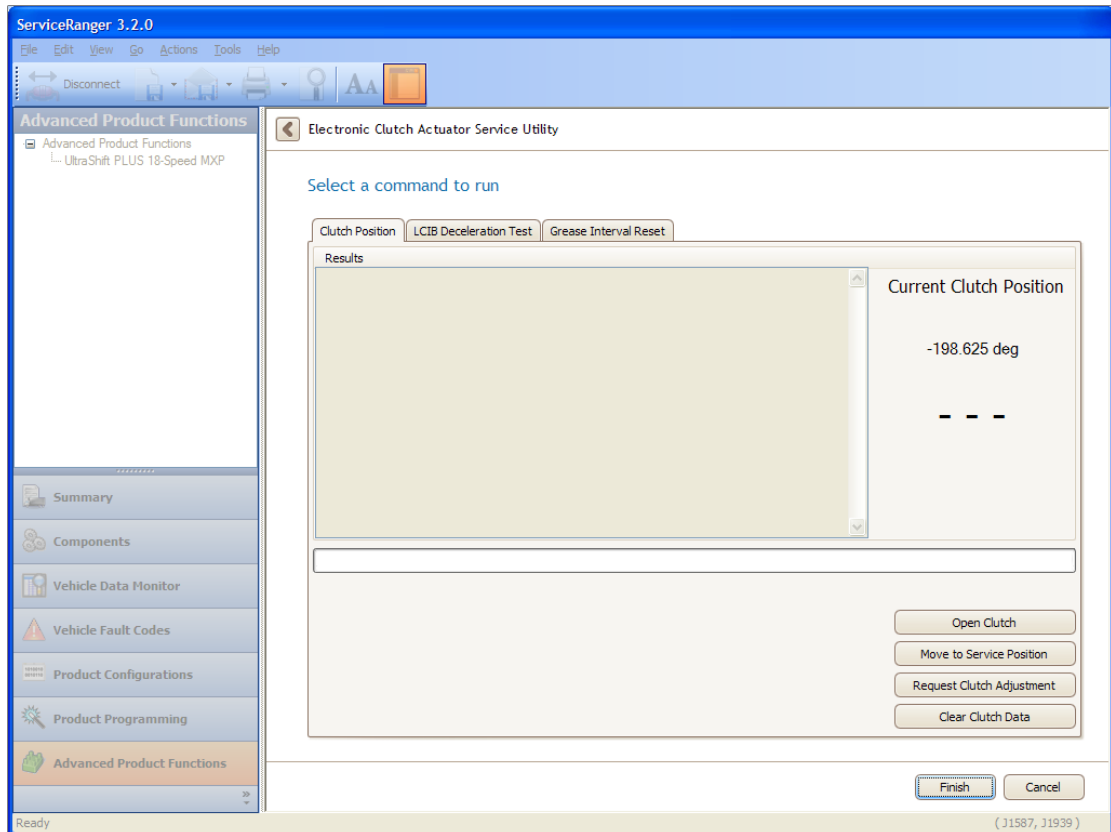 ServiceRanger 3.2.0
File Edit View Go Actions Tools Help
Disconnect
AA
Advanced Product Functions
Advanced Product Functions
UltraShift PLUS 18-Speed MXP
Electronic Clutch Actuator Service Utility
Select a command to run
Clutch Position LCIB Deceleration Test Grease Interval Reset
Results
Current Clutch Position
-198.625 deg
- - -
Summary
Components
Vehicle Data Monitor
Vehicle Fault Codes
Product Configurations
Product Programming
Advanced Product Functions
Open Clutch
Move to Service Position
Request Clutch Adjustment
Clear Clutch Data
Finish Cancel
Ready (J1587, J1939)